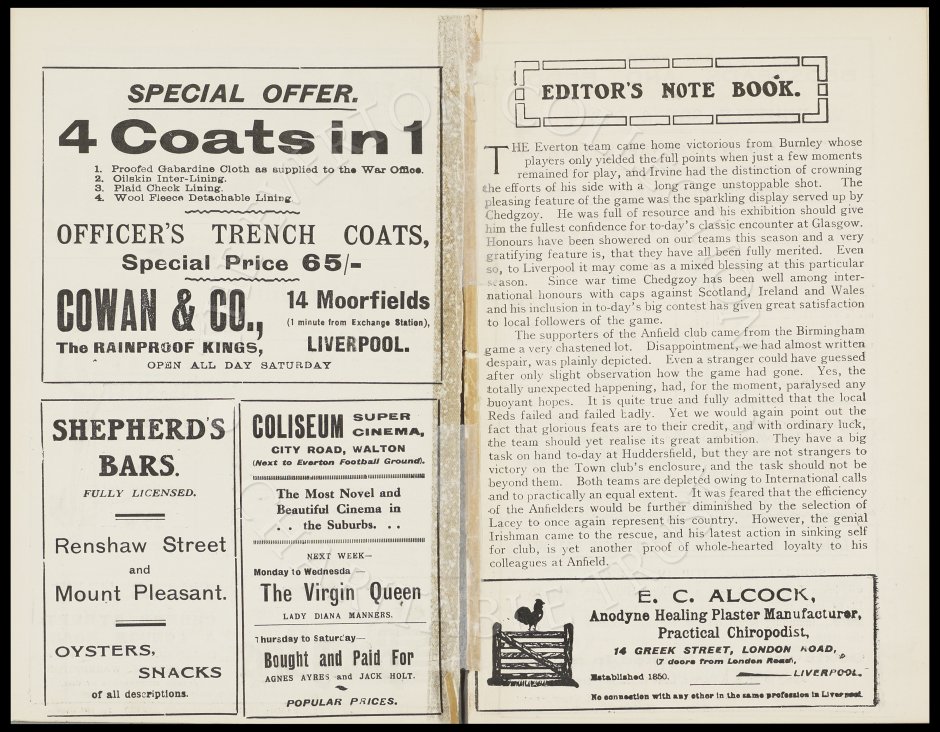 SPECIAL OFFER.
4 Coats in 1
1. Proofed Gabardine Cloth as supplied to the War Office.
2. Oilskin Inter-Lining.
3. Plaid Check Lining.
4. Wool Fleece Detachable Lining.
OFFICER'S TRENCH COATS,
Special Price 65/-
COWAN & CO.,
The RAINPROOF KINGS,
14 Moorfields
(1 minute from Exchange Station),
LIVERPOOL.
OPEN ALL DAY SATURDAY
SHEPHERD'S
BARS.
FULLY LICENSED.
Renshaw Street
and
Mount Pleasant.
OYSTERS,
SNACKS
of all descriptions.
COLISEUM SUPER
CINEMA,
CITY ROAD, WALTON
(Next to Everton Football Ground).
The Most Novel and
Beautiful Cinema in
. . the Suburbs. . .
NEXT WEEK—
Monday to Wednesda —
The Virgin Queen
LADY DIANA MANNERS.
Thursday to Saturday—
Bought and Paid For
AGNES AYRES and JACK HOLT.
POPULAR PRICES.
EDITOR'S NOTE BOOK.
THE Everton team came home victorious from Burnley whose
players only yielded the full points when just a few moments
remained for play, and Irvine had the distinction of crowning
the efforts of his side with a long range unstoppable shot. The
pleasing feature of the game was the sparkling display served up by
Chedgzoy. He was full of resource and his exhibition should give
him the fullest confidence for to-day's classic encounter at Glasgow.
Honours have been showered on our teams this season and a very
gratifying feature is, that they have all been fully merited. Even
so, to Liverpool it may come as a mixed blessing at this particular
season. Since war time Chedgzoy has been well among inter-
national honours with caps against Scotland, Ireland and Wales
and his inclusion in to-day's big contest has given great satisfaction
to local followers of the game.
The supporters of the Anfield club came from the Birmingham
game a very chastened lot. Disappointment, we had almost written
despair, was plainly depicted. Even a stranger could have guessed
after only slight observation how the game had gone. Yes, the
totally unexpected happening, had, for the moment, paralysed any
buoyant hopes. It is quite true and fully admitted that the local
Reds failed and failed badly. Yet we would again point out the
fact that glorious feats are to their credit, and with ordinary luck,
the team should yet realise its great ambition. They have a big
task on hand to-day at Huddersfield, but they are not strangers to
victory on the Town club's enclosure, and the task should not be
beyond them. Both teams are depleted owing to International calls
and to practically an equal extent. It was feared that the efficiency
of the Anfielders would be further diminished by the selection of
Lacey to once again represent his country. However, the genial
Irishman came to the rescue, and his latest action in sinking self
for club, is yet another proof of whole-hearted loyalty to his
colleagues at Anfield.
E. C. ALCOCK,
Anodyne Healing Plaster Manufacturer,
Practical Chiropodist,
14 GREEK STREET, LONDON ROAD,
(7 doors from London Road),
Established 1850. LIVERPOOL.
No connection with any other in the same profession in Liverpool.